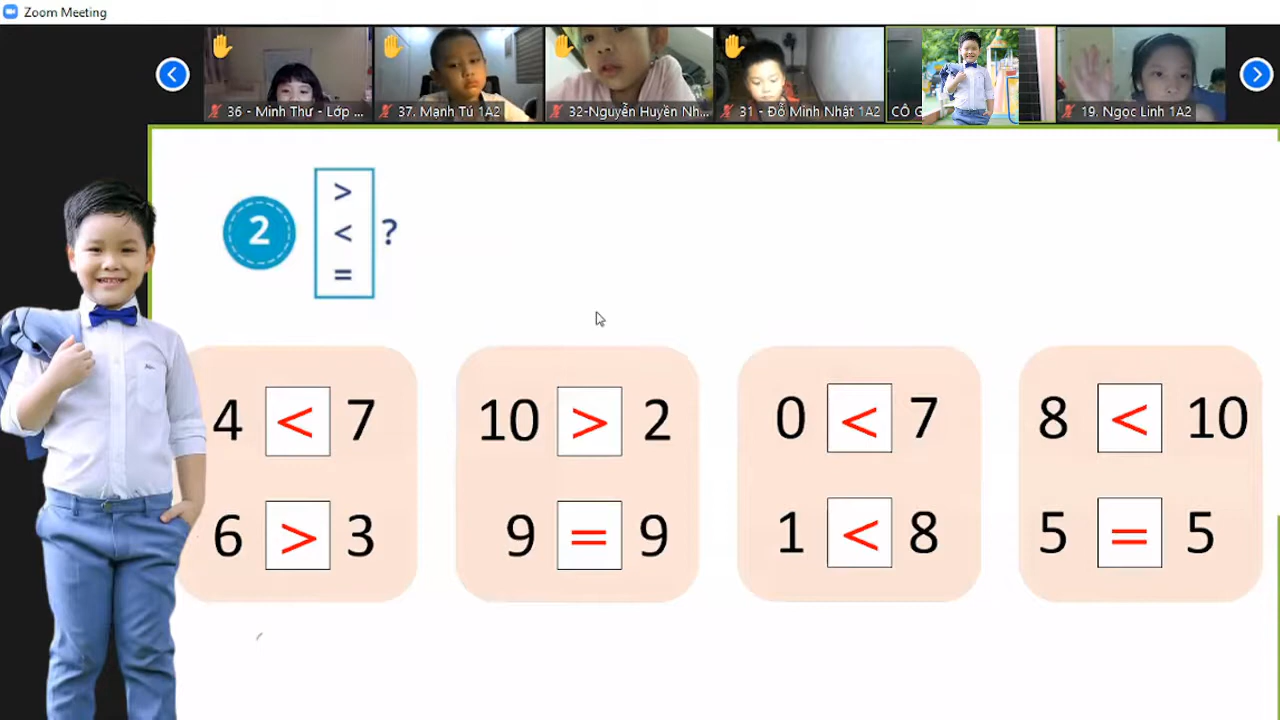 Zoom Meeting
36 - Minh Thư - Lớp ...
37. Mạnh Tú 1A2
32-Nguyễn Huyền Nh...
31 - Đỗ Minh Nhật 1A2
CÔ G
19. Ngọc Linh 1A2
2
>
<
=
?
4 < 7
10 > 2
0 < 7
8 < 10
6 > 3
9 = 9
1 < 8
5 = 5